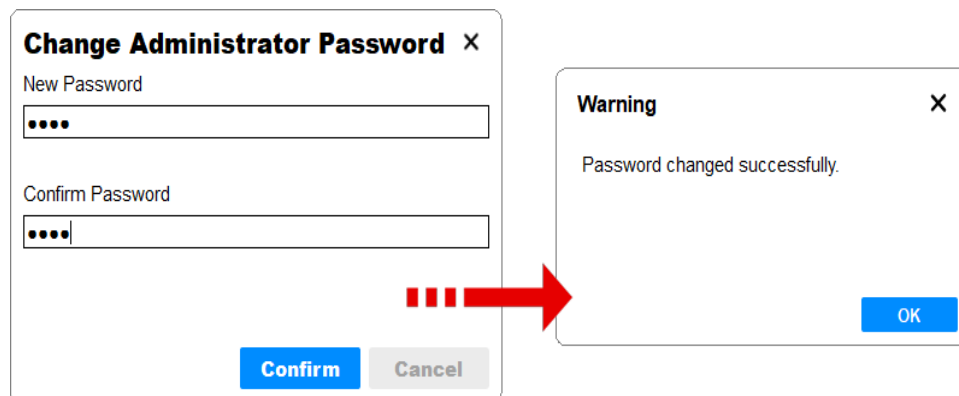 Change Administrator Password
New Password
••••
Confirm Password
••••
Confirm
Cancel
Warning
Password changed successfully.
OK